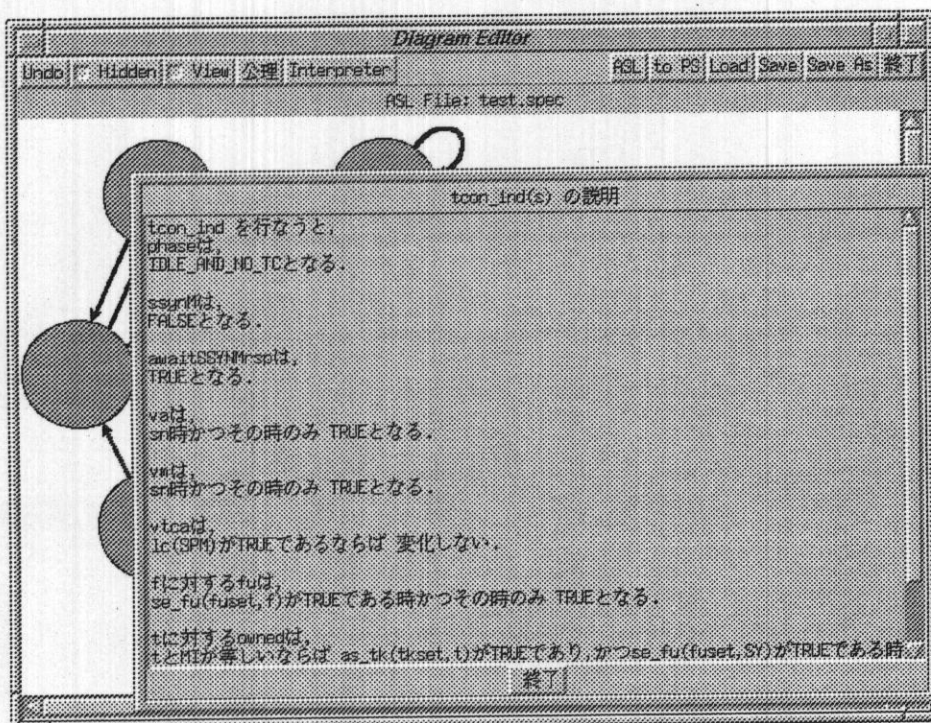 Diagram Editor
Undo Hidden View 公理 Interpreter ASL to PS Load Save Save As 終了
ASL File: test.spec
tcon_ind(s) の説明
tcon_ind を行なうと,
phaseは,
IDLE_AND_NO_TCとなる.
ssynMは,
FALSEとなる.
awaitSSYNMrspは,
TRUEとなる.
vaは,
sn時かつその時のみ TRUEとなる.
vmは,
sn時かつその時のみ TRUEとなる.
vtcaは,
lc(SPM)がTRUEであるならば 変化しない.
fに対するfuは,
se_fu(fuset,f)がTRUEである時かつその時のみ TRUEとなる.
tに対するownedは,
tとMIが等しいならば as_tk(tkset,t)がTRUEであり,かつse_fu(fuset,SY)がTRUEである時
終了